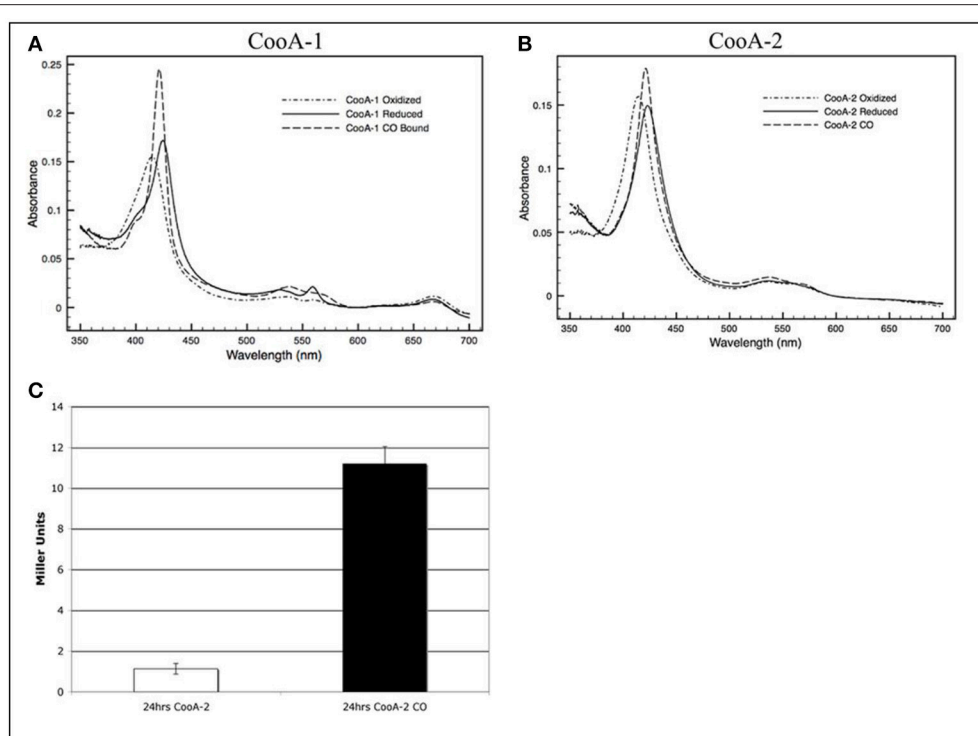 A
CooA-1
0.25
0.2
0.15
0.1
0.05
0
Absorbance
CooA-1 Oxidized
CooA-1 Reduced
CooA-1 CO Bound
350 400 450 500 550 600 650 700
Wavelength (nm)
B
CooA-2
0.15
0.1
0.05
0
Absorbance
CooA-2 Oxidized
CooA-2 Reduced
CooA-2 CO
350 400 450 500 550 600 650 700
Wavelength (nm)
C
14
12
10
8
6
4
2
0
Miller Units
24hrs CooA-2
24hrs CooA-2 CO